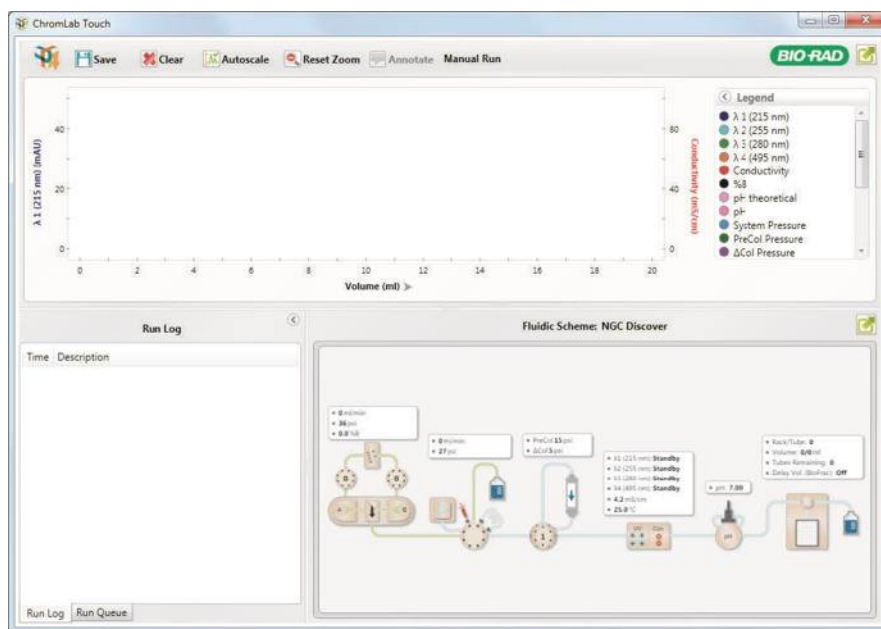 ChromLab Touch
Save Clear Autoscale Reset Zoom Annotate Manual Run
BIO-RAD
Legend
λ 1 (215 nm)
λ 2 (255 nm)
λ 3 (280 nm)
λ 4 (495 nm)
Conductivity
%B
pH theoretical
pH
System Pressure
PreCol Pressure
ΔCol Pressure
λ 1 (215 nm) (mAU)
40
20
0
Conductivity (mS/cm)
80
40
0
0 2 4 6 8 10 12 14 16 18 20
Volume (ml)
Run Log
Time Description
Run Log Run Queue
Fluidic Scheme: NGC Discover
0 ml/min
36 psi
0.0 %B
0 ml/min
27 psi
PreCol 15 psi
ΔCol 5 psi
λ1 (215 nm) Standby
λ2 (255 nm) Standby
λ3 (280 nm) Standby
λ4 (495 nm) Standby
4.2 mS/cm
25.0 °C
pH: 7.00
Rack/Tube: 0
Volume: 0/0 ml
Tubes Remaining: 0
Delay Vol. (BioFrac): Off
A
1
UV Con
pH